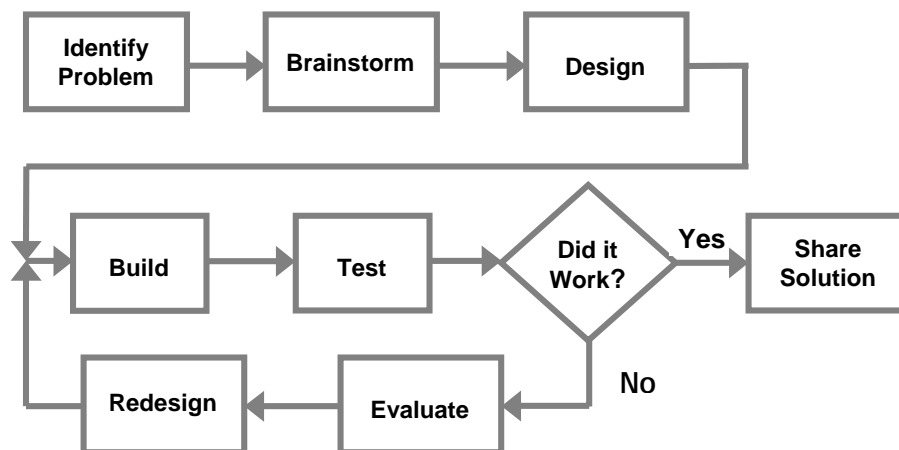 Identify
Problem
Brainstorm
Design
Build
Test
Did it
Work?
Yes
Share
Solution
No
Evaluate
Redesign